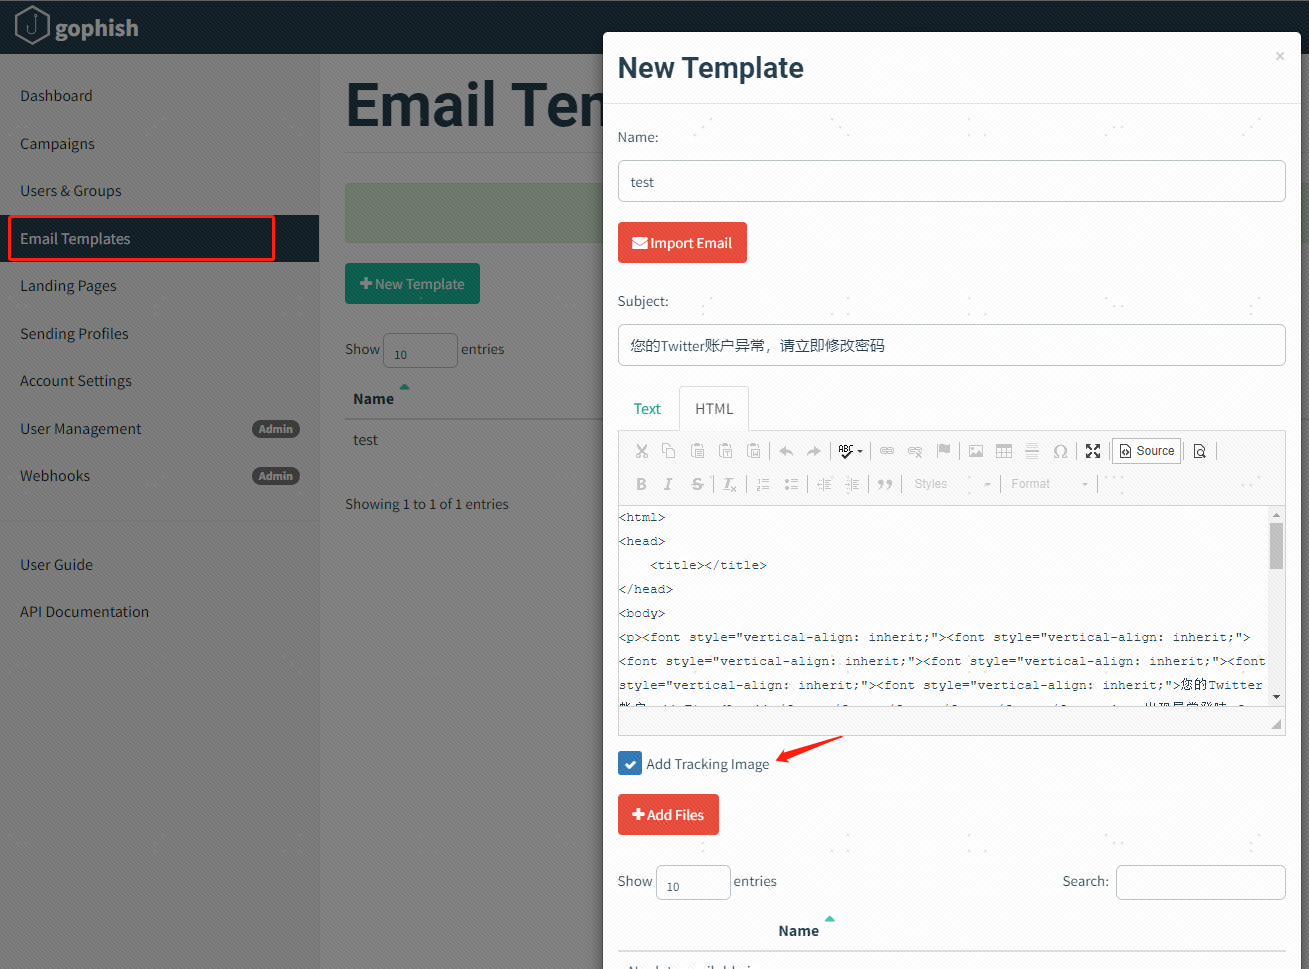 gophish
Dashboard
Campaigns
Users & Groups
Email Templates
Landing Pages
Sending Profiles
Account Settings
User Management Admin
Webhooks Admin
User Guide
API Documentation
Email Tem
New Template
Show 10 entries
Name
test
Showing 1 to 1 of 1 entries
New Template
×
Name:
test
Import Email
Subject:
您的Twitter账户异常，请立即修改密码
Text HTML
ABC Source
B I S Tx Styles Format
<html>
<head>
<title></title>
</head>
<body>
<p><font style="vertical-align: inherit;"><font style="vertical-align: inherit;">
<font style="vertical-align: inherit;"><font style="vertical-align: inherit;"><font
style="vertical-align: inherit;"><font style="vertical-align: inherit;">您的Twitter
Add Tracking Image
Add Files
Show 10 entries Search:
Name